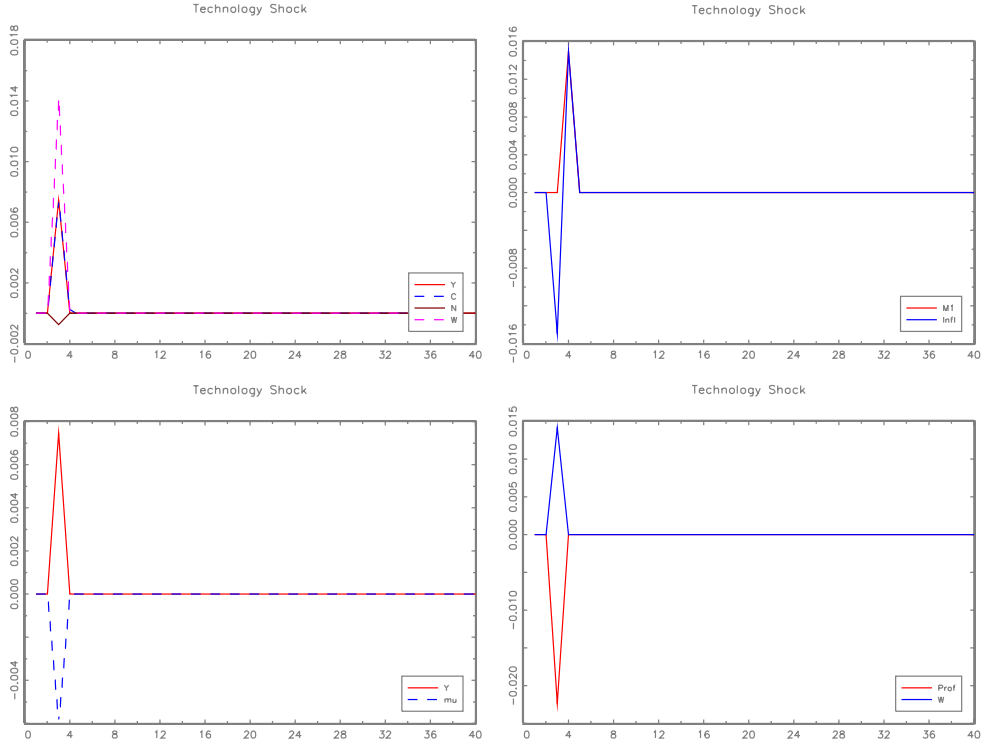 Technology Shock
0.018
0.014
0.010
0.006
0.002
−0.002
Y
C
N
W
0 4 8 12 16 20 24 28 32 36 40
Technology Shock
0.016
0.012
0.008
0.004
0.000
−0.008
−0.016
M1
Infl
0 4 8 12 16 20 24 28 32 36 40
Technology Shock
0.008
0.006
0.004
0.002
0.000
−0.004
Y
mu
0 4 8 12 16 20 24 28 32 36 40
Technology Shock
0.015
0.010
0.005
0.000
−0.010
−0.020
Prof
W
0 4 8 12 16 20 24 28 32 36 40